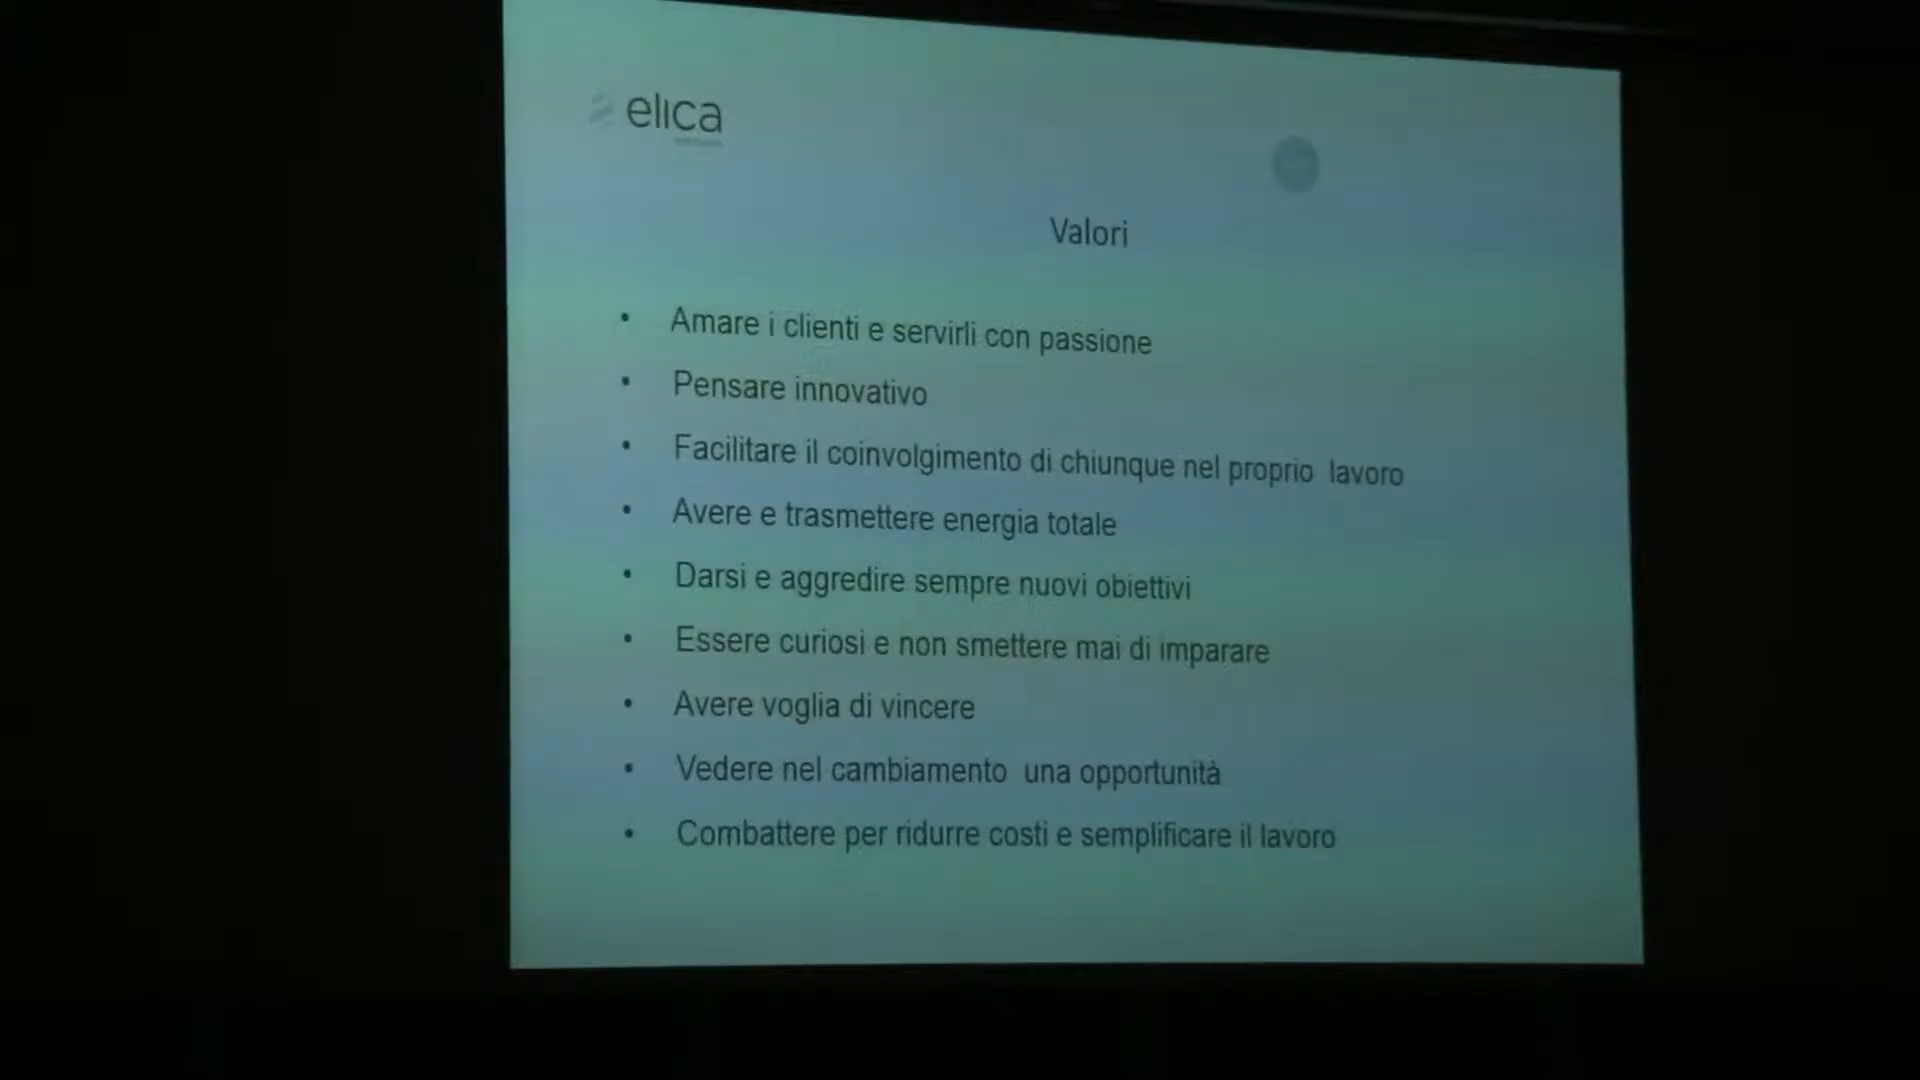 elica
Valori
• Amare i clienti e servirli con passione
• Pensare innovativo
• Facilitare il coinvolgimento di chiunque nel proprio lavoro
• Avere e trasmettere energia totale
• Darsi e aggredire sempre nuovi obiettivi
• Essere curiosi e non smettere mai di imparare
• Avere voglia di vincere
• Vedere nel cambiamento una opportunità
• Combattere per ridurre costi e semplificare il lavoro